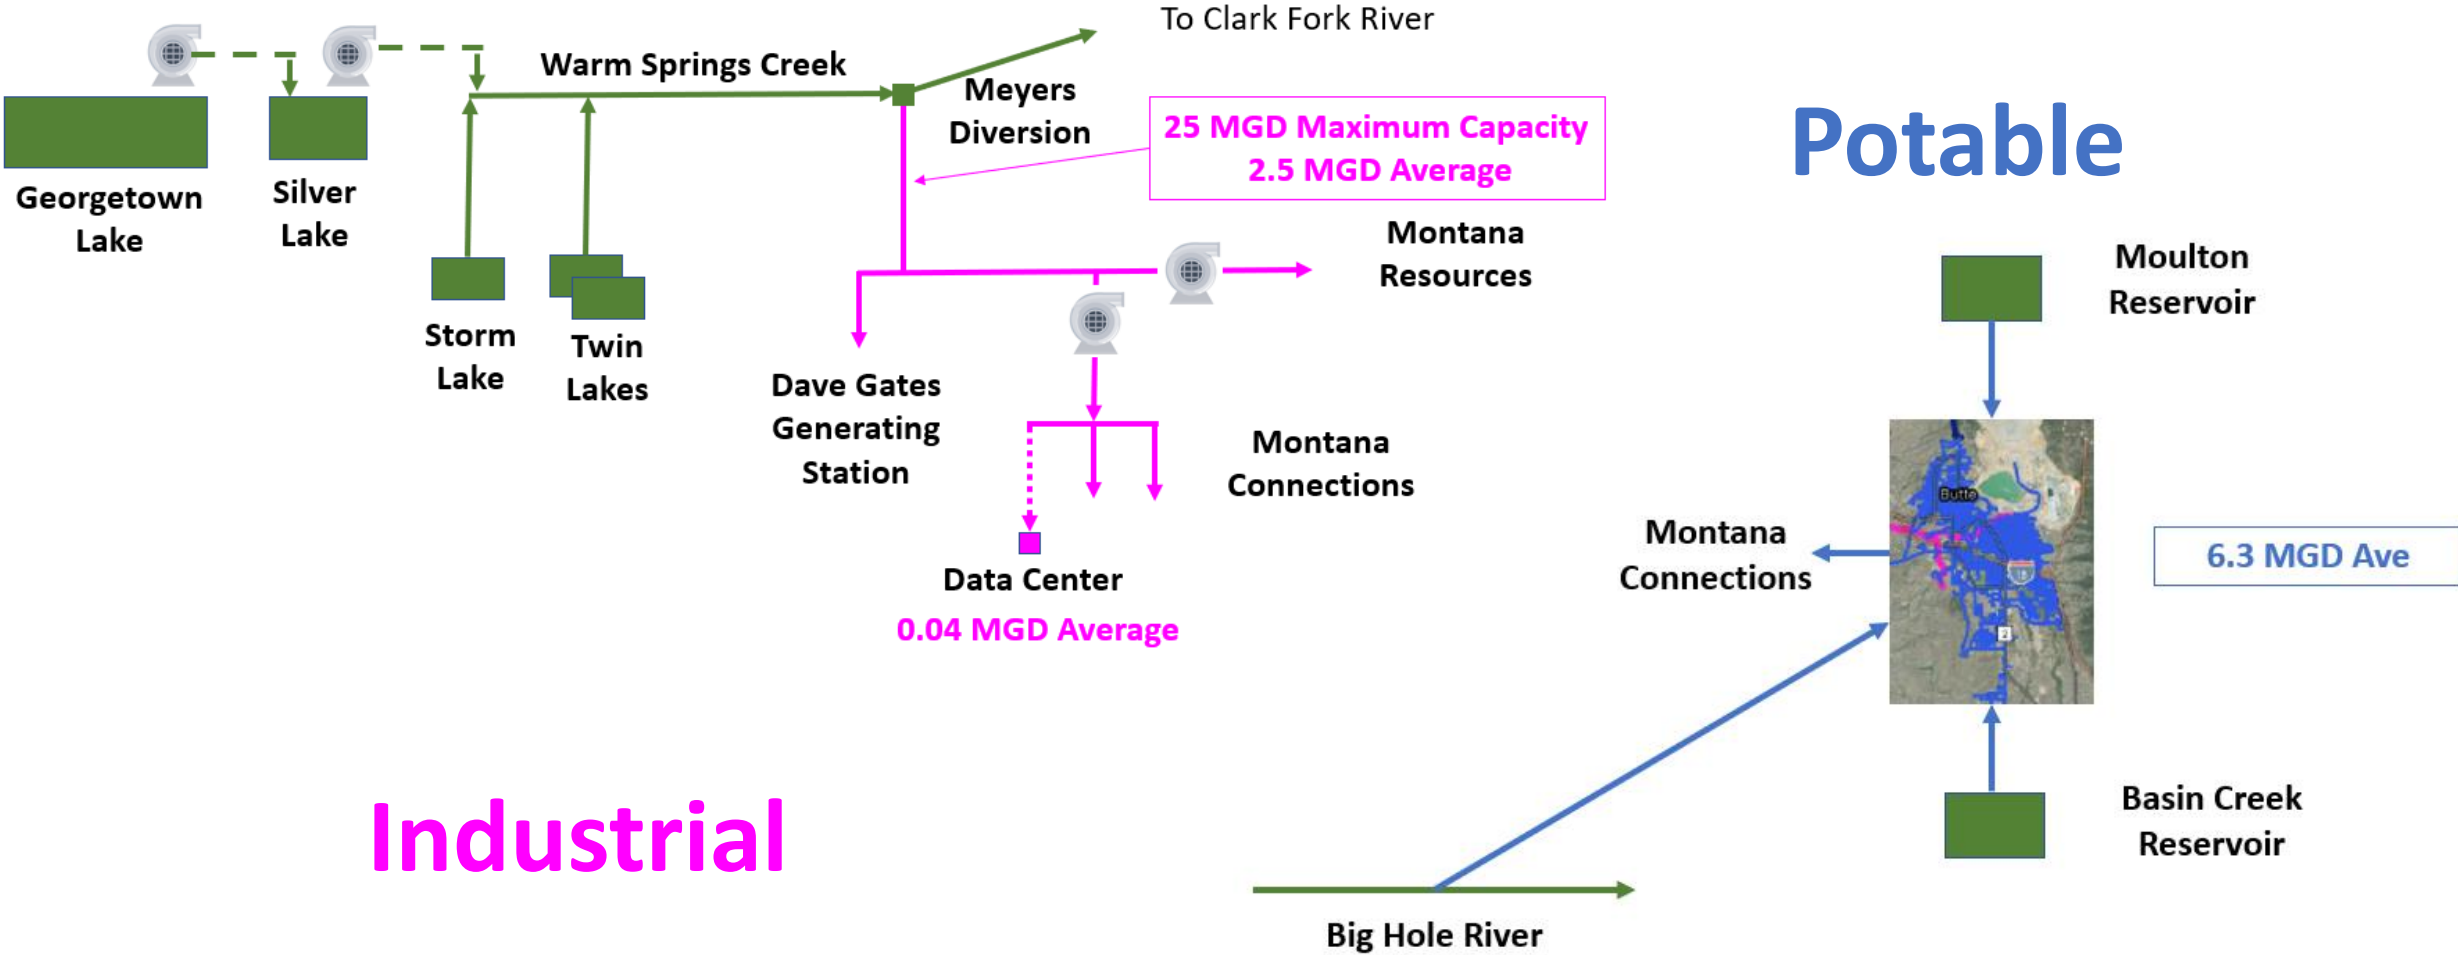 To Clark Fork River
Warm Springs Creek
Meyers
Diversion
25 MGD Maximum Capacity
2.5 MGD Average
Potable
Georgetown
Lake
Silver
Lake
Montana
Resources
Moulton
Reservoir
Storm
Lake
Twin
Lakes
Dave Gates
Generating
Station
Montana
Connections
Data Center
0.04 MGD Average
Butte
15
2
Montana
Connections
6.3 MGD Ave
Industrial
Basin Creek
Reservoir
Big Hole River